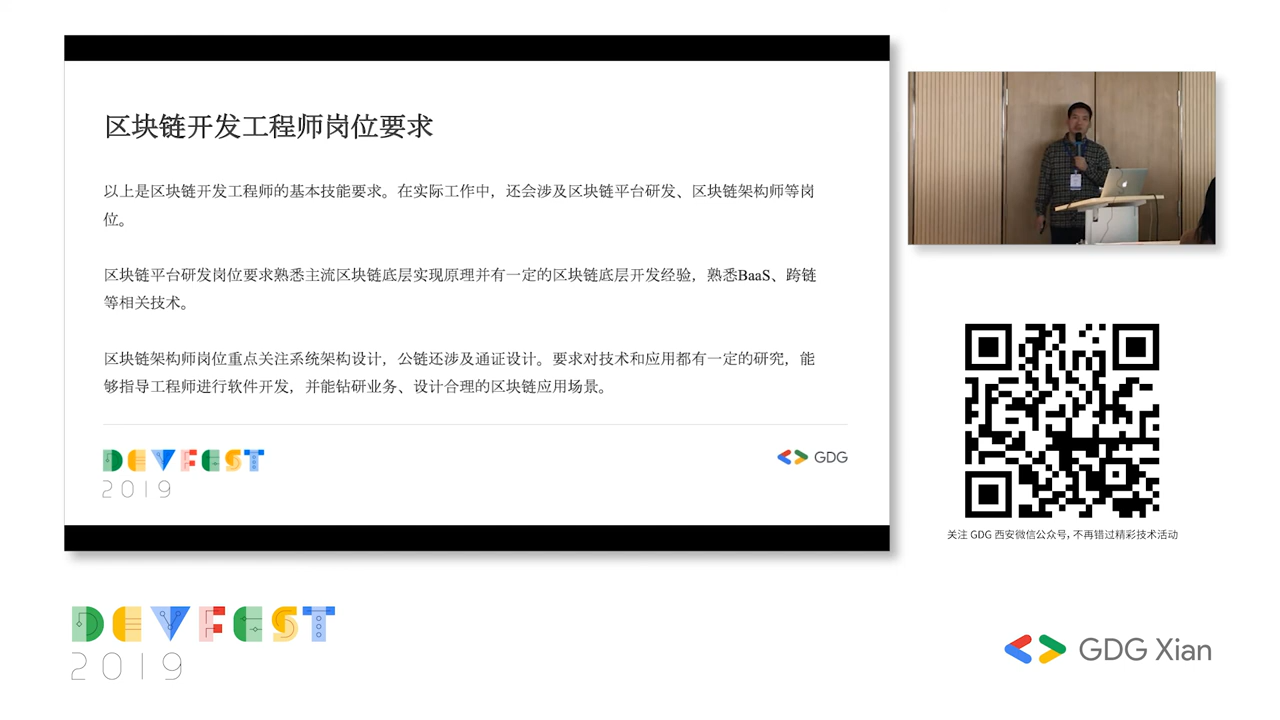 区块链开发工程师岗位要求
以上是区块链开发工程师的基本技能要求。在实际工作中，还会涉及区块链平台研发、区块链架构师等岗
位。
区块链平台研发岗位要求熟悉主流区块链底层实现原理并有一定的区块链底层开发经验，熟悉BaaS、跨链
等相关技术。
区块链架构师岗位重点关注系统架构设计，公链还涉及通证设计。要求对技术和应用都有一定的研究，能
够指导工程师进行软件开发，并能钻研业务、设计合理的区块链应用场景。
DEVFEST
2019
GDG
关注 GDG 西安微信公众号, 不再错过精彩技术活动
DEVFEST
2019
GDG Xian